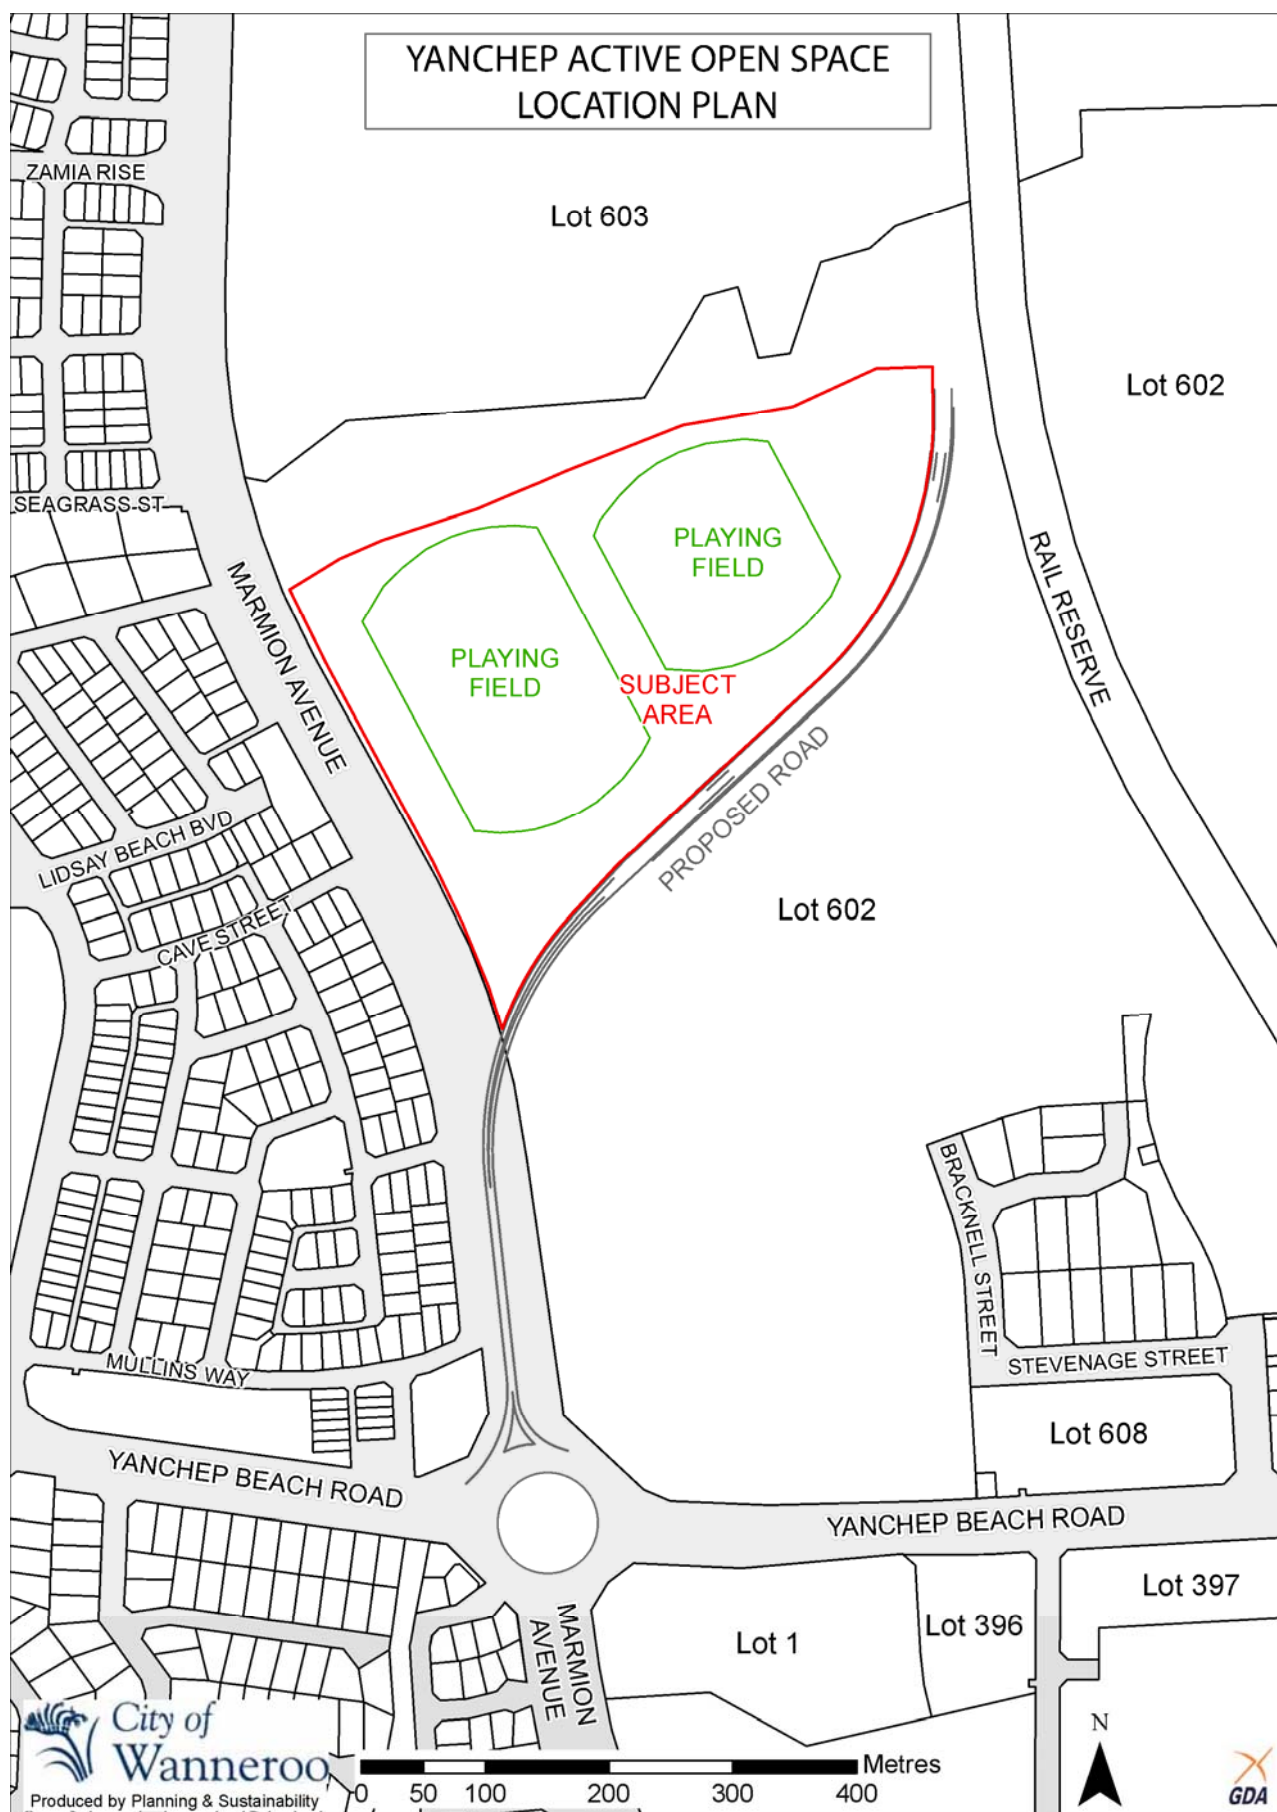 YANCHEP ACTIVE OPEN SPACE
LOCATION PLAN
ZAMIA RISE
Lot 603
Lot 602
SEAGRASS ST
MARMION AVENUE
PLAYING
FIELD
PLAYING
FIELD
SUBJECT
AREA
RAIL RESERVE
PROPOSED ROAD
LIDSAY BEACH BVD
CAVE STREET
Lot 602
BRACKNELL STREET
STEVENAGE STREET
MULLINS WAY
Lot 608
YANCHEP BEACH ROAD
YANCHEP BEACH ROAD
Lot 397
Lot 396
Lot 1
MARMION
AVENUE
City of
Wanneroo
Produced by Planning & Sustainability
Metres
0 50 100 200 300 400
N
GDA